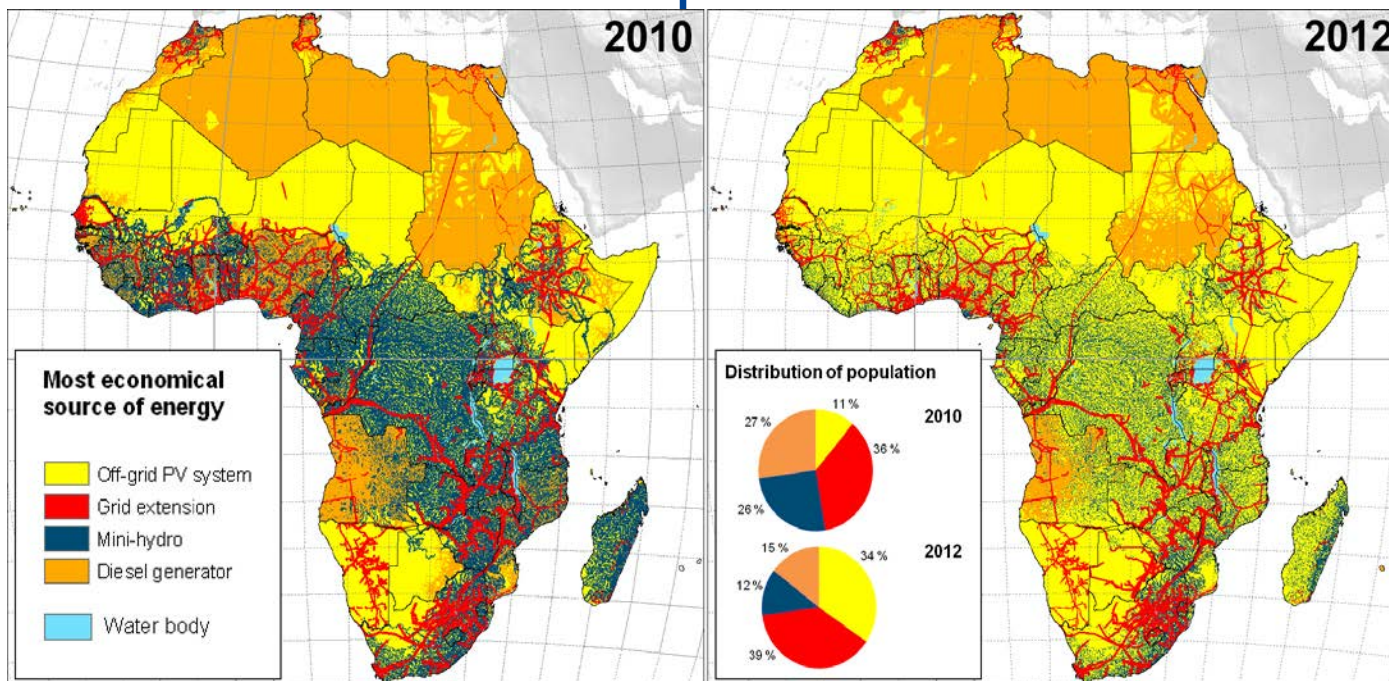 2010
Most economical
source of energy
Off-grid PV system
Grid extension
Mini-hydro
Diesel generator
Water body
2012
Distribution of population
2010
27 %
11 %
36 %
26 %
2012
15 %
34 %
12 %
39 %